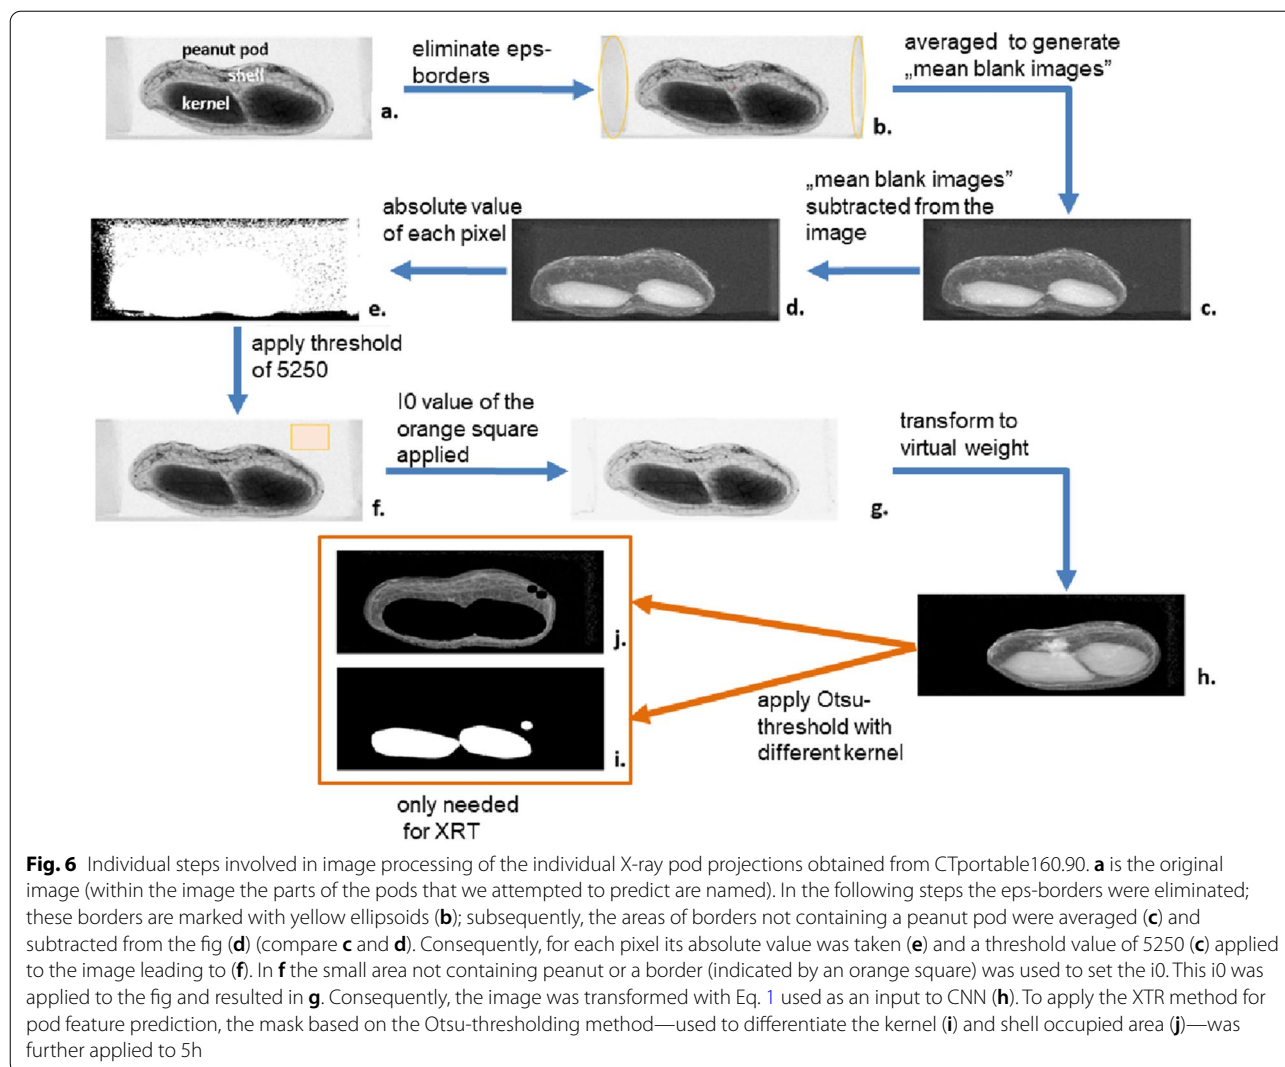 peanut pod
shell
kernel
a.
eliminate eps-
borders
b.
averaged to generate
„mean blank images”
„mean blank images”
subtracted from the
image
c.
absolute value
of each pixel
d.
e.
apply threshold
of 5250
f.
I0 value of the
orange square
applied
g.
transform to
virtual weight
h.
apply Otsu-
threshold with
different kernel
j.
i.
only needed
for XRT
Fig. 6 Individual steps involved in image processing of the individual X-ray pod projections obtained from CTportable160.90. a is the original
image (within the image the parts of the pods that we attempted to predict are named). In the following steps the eps-borders were eliminated;
these borders are marked with yellow ellipsoids (b); subsequently, the areas of borders not containing a peanut pod were averaged (c) and
subtracted from the fig (d) (compare c and d). Consequently, for each pixel its absolute value was taken (e) and a threshold value of 5250 (c) applied
to the image leading to (f). In f the small area not containing peanut or a border (indicated by an orange square) was used to set the i0. This i0 was
applied to the fig and resulted in g. Consequently, the image was transformed with Eq. 1 used as an input to CNN (h). To apply the XTR method for
pod feature prediction, the mask based on the Otsu-thresholding method—used to differentiate the kernel (i) and shell occupied area (j)—was
further applied to 5h